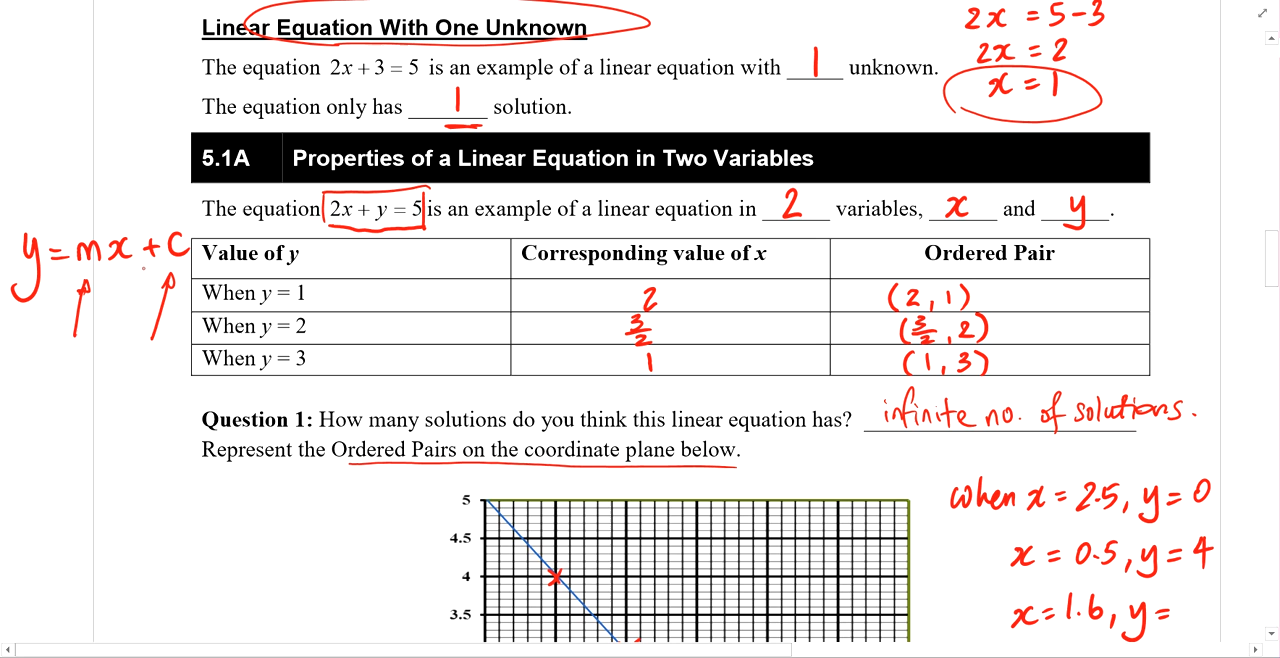 Linear Equation With One Unknown
2x = 5-3
The equation 2x + 3 = 5 is an example of a linear equation with 1 unknown.
2x = 2
x = 1
The equation only has 1 solution.
5.1A Properties of a Linear Equation in Two Variables
The equation 2x + y = 5 is an example of a linear equation in 2 variables, x and y.
y = mx + c
Value of y Corresponding value of x Ordered Pair
When y = 1 2 (2, 1)
When y = 2 3/2 (3/2, 2)
When y = 3 1 (1, 3)
Question 1: How many solutions do you think this linear equation has? infinite no. of solutions.
Represent the Ordered Pairs on the coordinate plane below.
when x = 2.5, y = 0
x = 0.5, y = 4
x = 1.6, y =
5
4.5
4
3.5